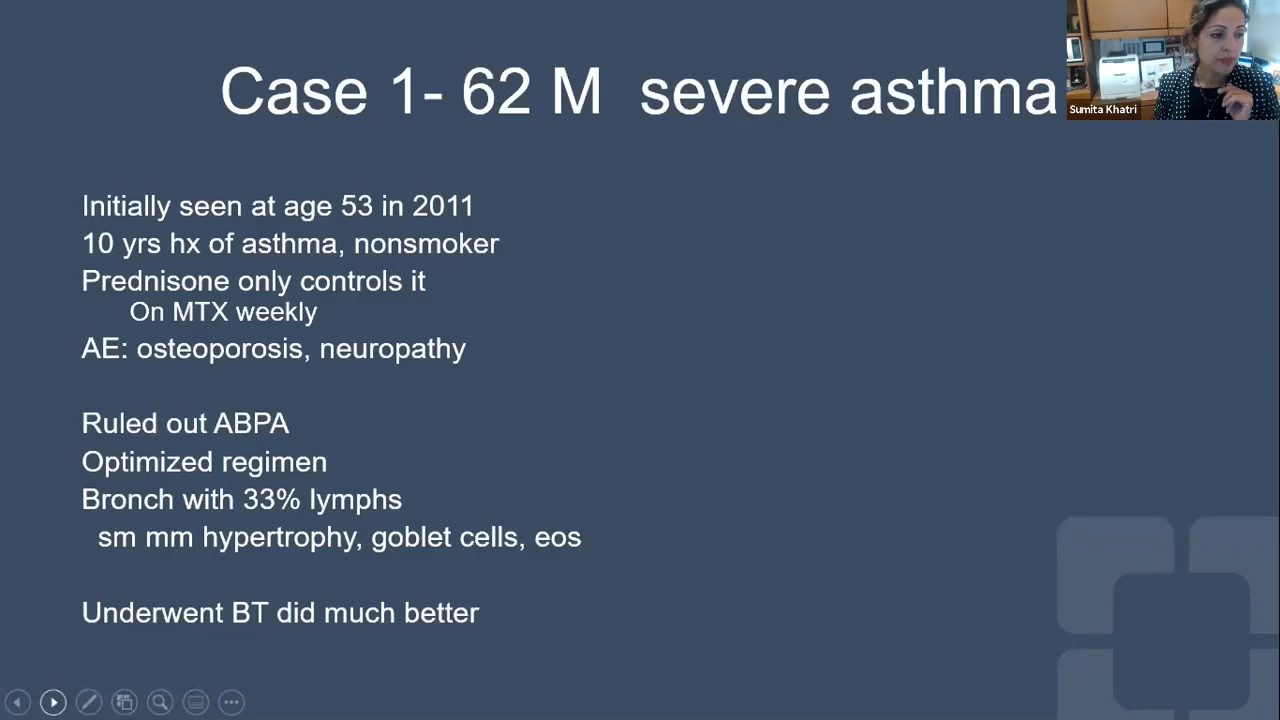 Case 1- 62 M severe asthma
Sumita Khatri
Initially seen at age 53 in 2011
10 yrs hx of asthma, nonsmoker
Prednisone only controls it
On MTX weekly
AE: osteoporosis, neuropathy
Ruled out ABPA
Optimized regimen
Bronch with 33% lymphs
sm mm hypertrophy, goblet cells, eos
Underwent BT did much better